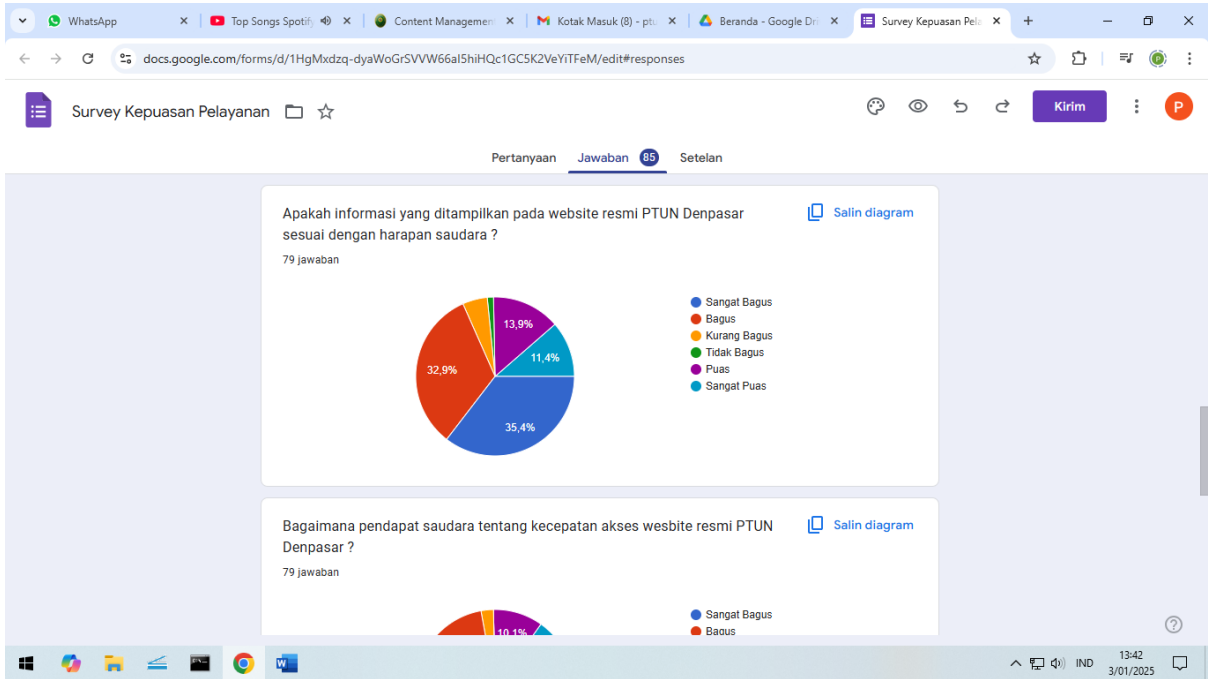 WhatsApp
Top Songs Spotify
Content Managemen
Kotak Masuk (8) - ptu
Beranda - Google Dri
Survey Kepuasan Pela
docs.google.com/forms/d/1HgMxdzq-dyaWoGrSVVW66aI5hiHQc1GC5K2VeYiTFeM/edit#responses
Survey Kepuasan Pelayanan
Kirim
P
Pertanyaan Jawaban 85 Setelan
Apakah informasi yang ditampilkan pada website resmi PTUN Denpasar
sesuai dengan harapan saudara ?
Salin diagram
79 jawaban
13,9%
11,4%
32,9%
35,4%
Sangat Bagus
Bagus
Kurang Bagus
Tidak Bagus
Puas
Sangat Puas
Bagaimana pendapat saudara tentang kecepatan akses wesbite resmi PTUN
Denpasar ?
Salin diagram
79 jawaban
10,1%
Sangat Bagus
Bagus
IND
13:42
3/01/2025